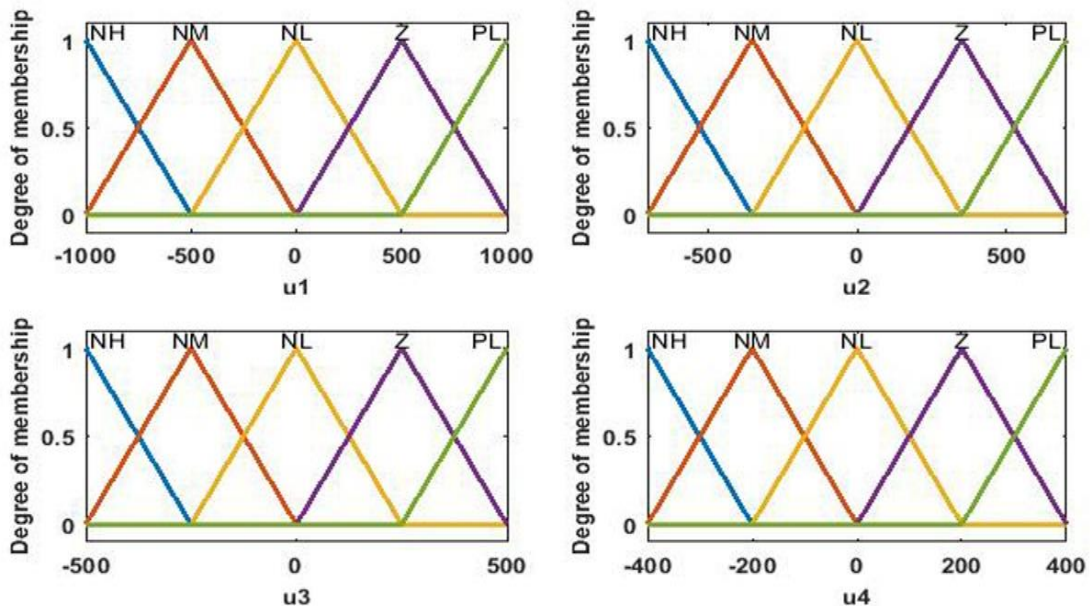 Degree of membership
1
0.5
0
NH NM NL Z PL
-1000 -500 0 500 1000
u1
Degree of membership
1
0.5
0
NH NM NL Z PL
-500 0 500
u2
Degree of membership
1
0.5
0
NH NM NL Z PL
-500 0 500
u3
Degree of membership
1
0.5
0
NH NM NL Z PL
-400 -200 0 200 400
u4